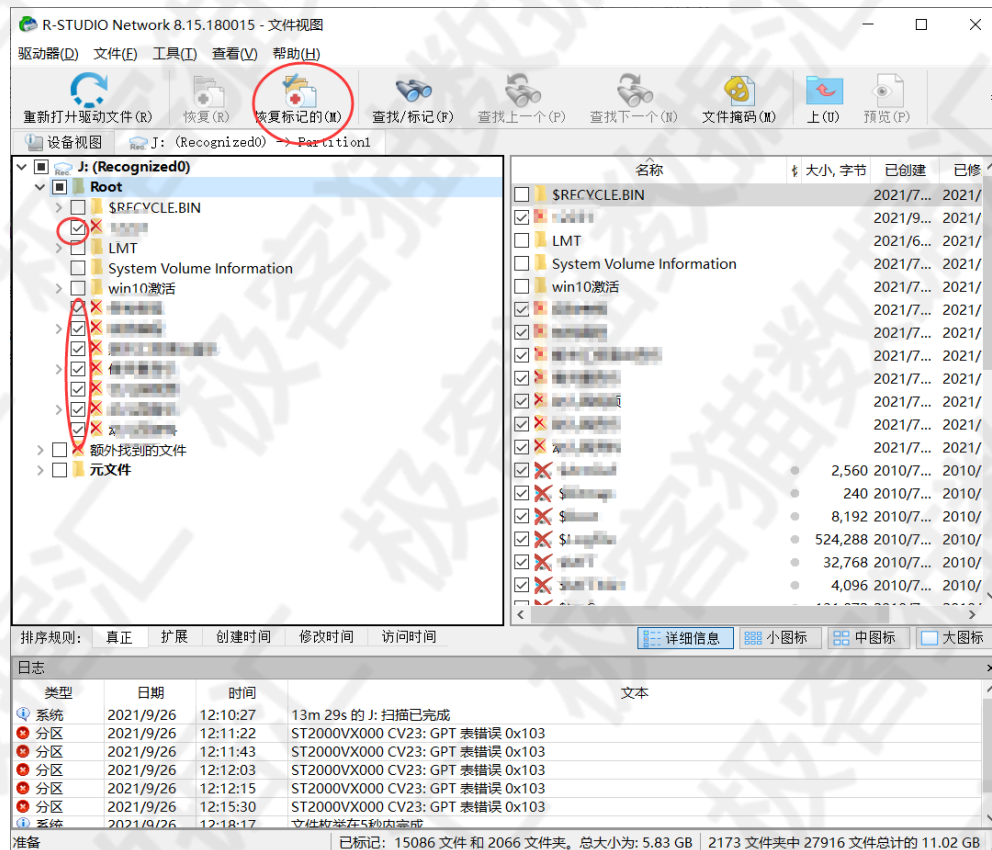 R-STUDIO Network 8.15.180015 - 文件视图
驱动器(D) 文件(F) 工具(T) 查看(V) 帮助(H)
重新打开驱动文件(R) 恢复(R) 恢复标记的(M) 查找/标记(F) 查找上一个(P) 查找下一个(N) 文件掩码(M) 上(U) 预览(P)
设备视图 J: (Recognized0) -> Partition1
J: (Recognized0)
Root
$RECYCLE.BIN
LMT
System Volume Information
win10激活
额外找到的文件
元文件
名称 大小, 字节 已创建 已修
$RECYCLE.BIN 2021/7... 2021/
2021/9... 2021/
LMT 2021/6... 2021/
System Volume Information 2021/7... 2021/
win10激活 2021/7... 2021/
2021/7... 2021/
2021/7... 2021/
2021/7... 2021/
2021/7... 2021/
2021/7... 2021/
2021/7... 2021/
2021/7... 2021/
2,560 2010/7... 2010/
240 2010/7... 2010/
8,192 2010/7... 2010/
524,288 2010/7... 2010/
32,768 2010/7... 2010/
4,096 2010/7... 2010/
排序规则: 真正 扩展 创建时间 修改时间 访问时间
详细信息 小图标 中图标 大图标
日志
类型 日期 时间 文本
系统 2021/9/26 12:10:27 13m 29s 的 J: 扫描已完成
分区 2021/9/26 12:11:22 ST2000VX000 CV23: GPT 表错误 0x103
分区 2021/9/26 12:11:43 ST2000VX000 CV23: GPT 表错误 0x103
分区 2021/9/26 12:12:03 ST2000VX000 CV23: GPT 表错误 0x103
分区 2021/9/26 12:12:15 ST2000VX000 CV23: GPT 表错误 0x103
分区 2021/9/26 12:15:30 ST2000VX000 CV23: GPT 表错误 0x103
系统 2021/9/26 12:18:17 文件枚举在5秒内完成
准备 已标记: 15086 文件 和 2066 文件夹。总大小为: 5.83 GB 2173 文件夹中 27916 文件总计的 11.02 GB